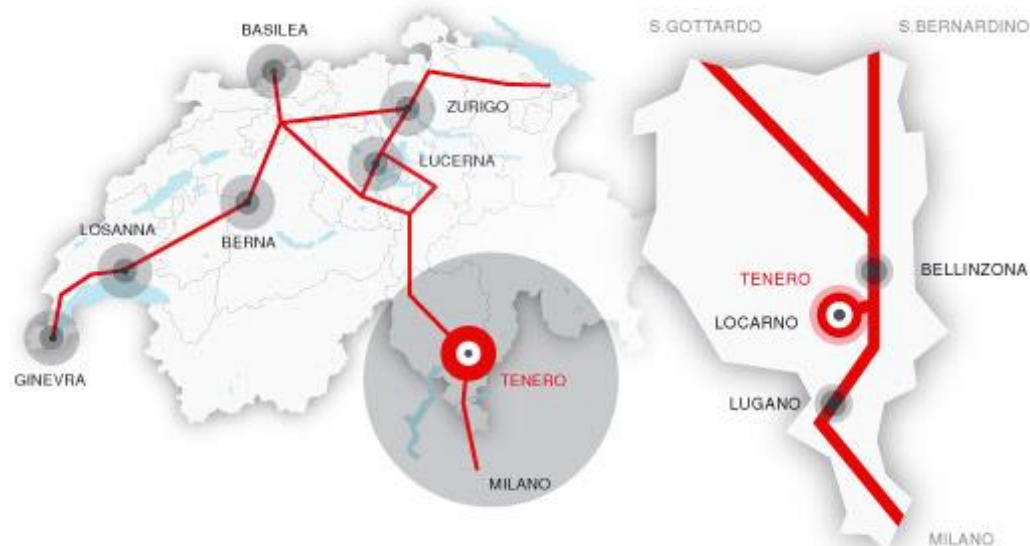 BASILEA
ZURIGO
LUCERNA
LOSANNA
BERNA
GINEVRA
TENERO
MILANO
S.GOTTARDO
S.BERNARDINO
BELLINZONA
TENERO
LOCARNO
LUGANO
MILANO